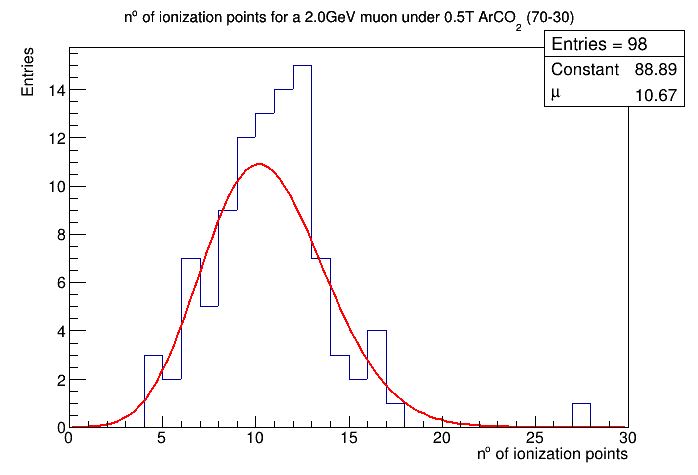 nº of ionization points for a 2.0GeV muon under 0.5T ArCO2 (70-30)
Entries = 98
Constant 88.89
μ 10.67
Entries
14
12
10
8
6
4
2
0
0 5 10 15 20 25 30
nº of ionization points